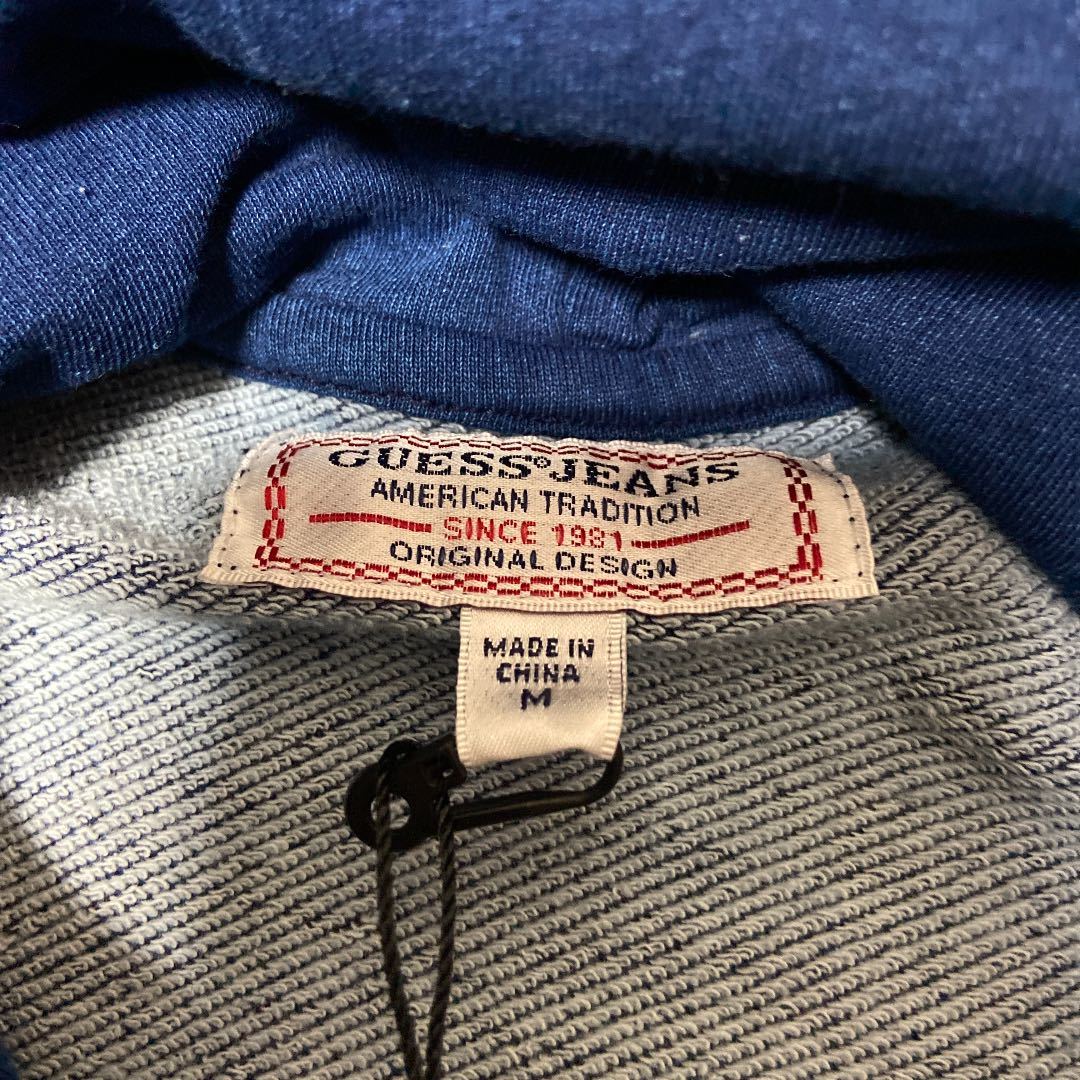 GUESS® JEANS
AMERICAN TRADITION
SINCE 1981
ORIGINAL DESIGN
MADE IN
CHINA
M